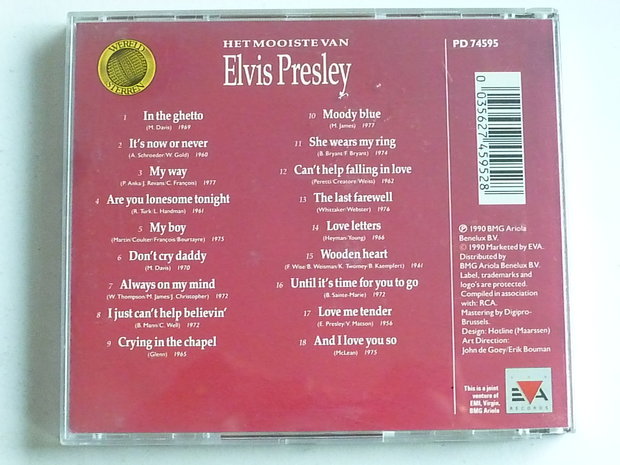 WERELD
STERREN
HET MOOISTE VAN
Elvis Presley
PD 74595
1 In the ghetto
(M. Davis) 1969
2 It's now or never
(A. Schroeder/W. Gold) 1960
3 My way
(P. Anka/J. Revans/C. François) 1977
4 Are you lonesome tonight
(R. Turk/L. Handman) 1961
5 My boy
(Martin/Coulter/François/Bourtayre) 1975
6 Don't cry daddy
(M. Davis) 1970
7 Always on my mind
(W. Thompson/M. James/J. Christopher) 1972
8 I just can't help believin'
(B. Mann/C. Weil) 1972
9 Crying in the chapel
(Glenn) 1965
10 Moody blue
(M. James) 1977
11 She wears my ring
(B. Bryant/F. Bryant) 1974
12 Can't help falling in love
(Peretti/Creatore/Weiss) 1962
13 The last farewell
(Whittaker/Webster) 1976
14 Love letters
(Heyman/Young) 1966
15 Wooden heart
(F. Wise/B. Weisman/K. Twomey/B. Kaempfert) 1961
16 Until it's time for you to go
(B. Sainte-Marie) 1972
17 Love me tender
(E. Presley/V. Matson) 1956
18 And I love you so
(McLean) 1975
0 035627 459528
℗ 1990 BMG Ariola
Benelux B.V.
© 1990 Marketed by EVA.
Distributed by
BMG Ariola Benelux B.V.
Label, trademarks and
logo's are protected.
Compiled in association
with: RCA.
Mastering by Digipro-
Brussels.
Design: Hotline (Maarssen)
Art Direction:
John de Goey/Erik Bouman
This is a joint
venture of
EMI, Virgin,
BMG Ariola
EVA
RECORDS